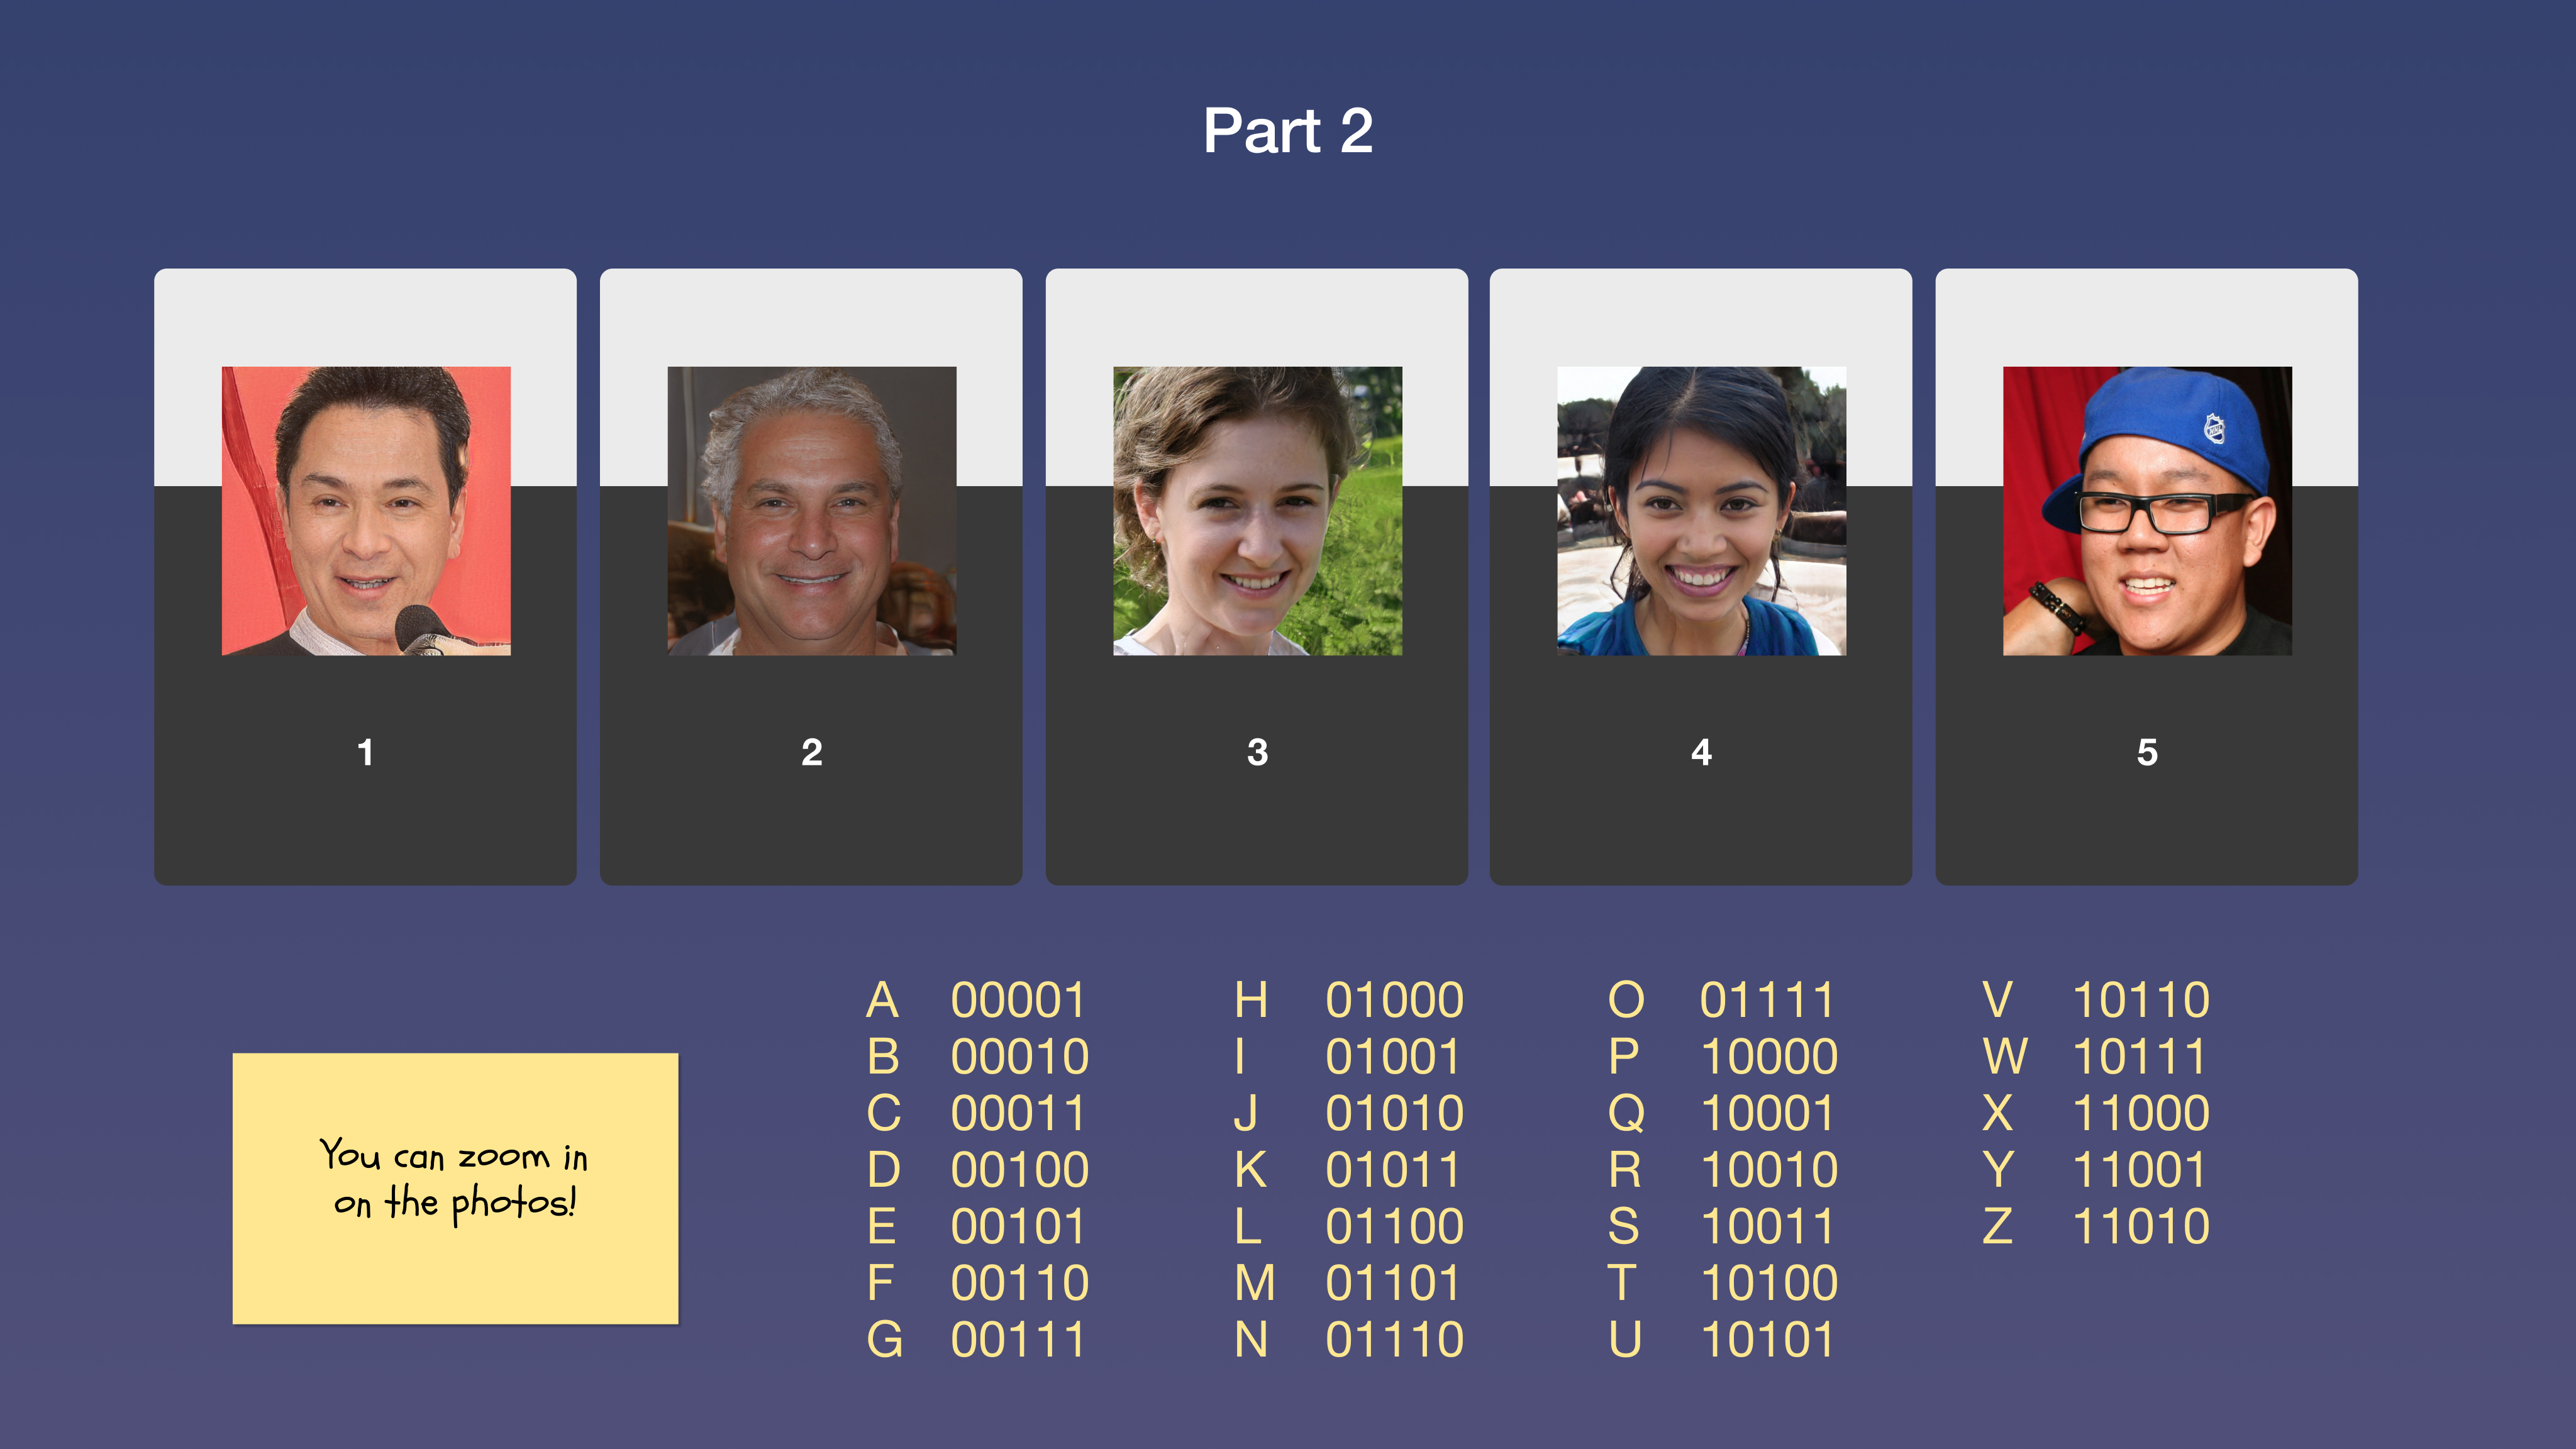 Part 2
1
2
3
4
5
You can zoom in
on the photos!
A 00001
B 00010
C 00011
D 00100
E 00101
F 00110
G 00111
H 01000
I 01001
J 01010
K 01011
L 01100
M 01101
N 01110
O 01111
P 10000
Q 10001
R 10010
S 10011
T 10100
U 10101
V 10110
W 10111
X 11000
Y 11001
Z 11010